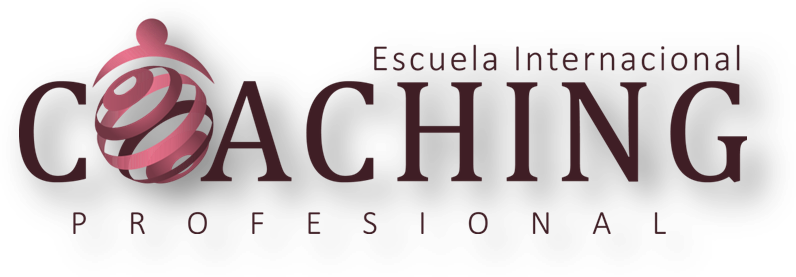 Escuela Internacional
COACHING
PROFESIONAL